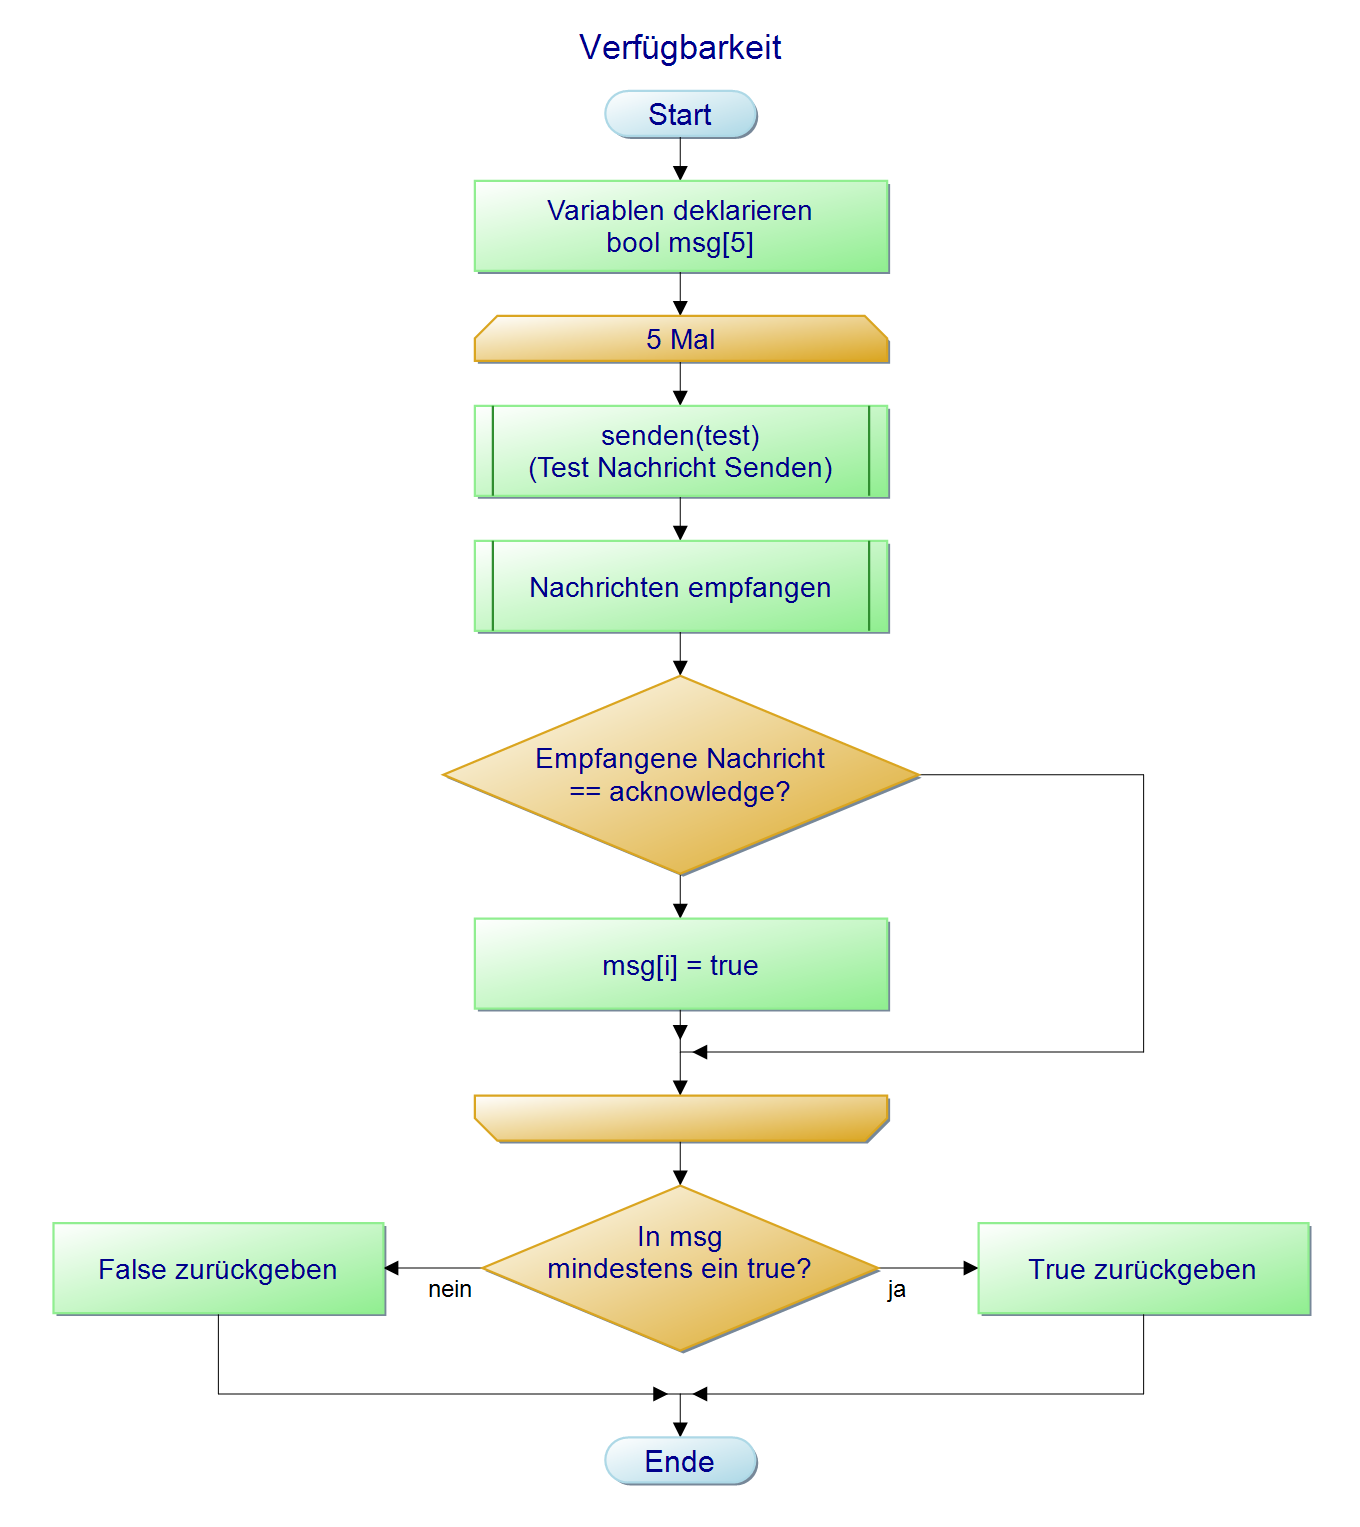 Verfügbarkeit
Start
Variablen deklarieren
bool msg[5]
5 Mal
senden(test)
(Test Nachricht Senden)
Nachrichten empfangen
Empfangene Nachricht
== acknowledge?
msg[i] = true
In msg
mindestens ein true?
False zurückgeben
nein
ja
True zurückgeben
Ende